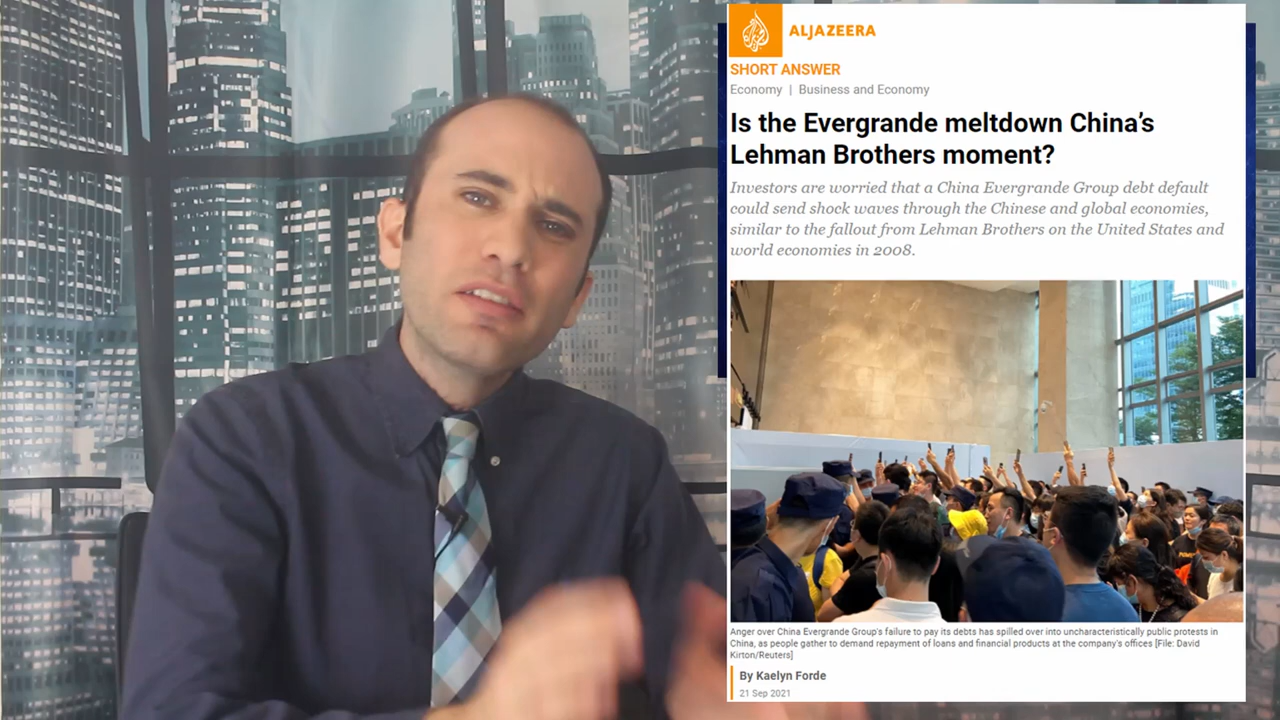 ALJAZEERA
SHORT ANSWER
Economy | Business and Economy
Is the Evergrande meltdown China's
Lehman Brothers moment?
Investors are worried that a China Evergrande Group debt default
could send shock waves through the Chinese and global economies,
similar to the fallout from Lehman Brothers on the United States and
world economies in 2008.
Anger over China Evergrande Group's failure to pay its debts has spilled over into uncharacteristically public protests in
China, as people gather to demand repayment of loans and financial products at the company's offices [File: David
Kirton/Reuters]
By Kaelyn Forde
21 Sep 2021